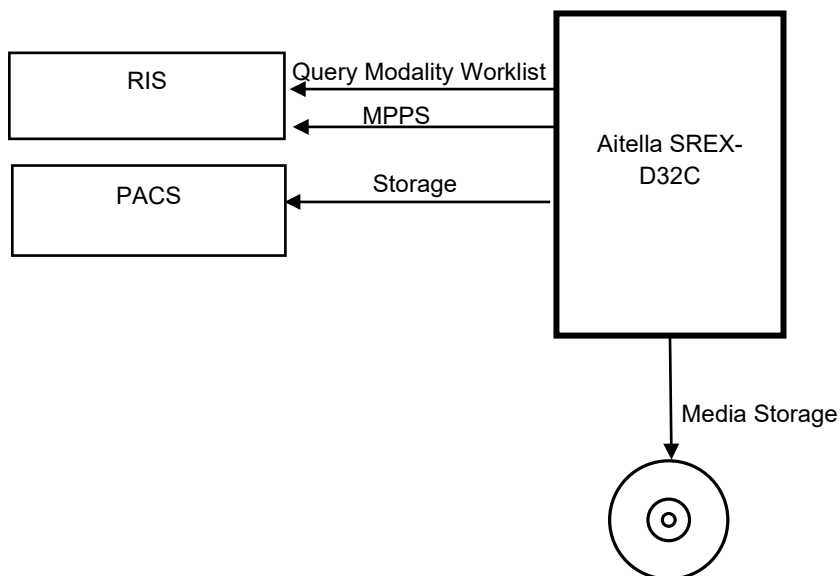 RIS
Query Modality Worklist
MPPS
Aitella SREX-
D32C
PACS
Storage
Media Storage